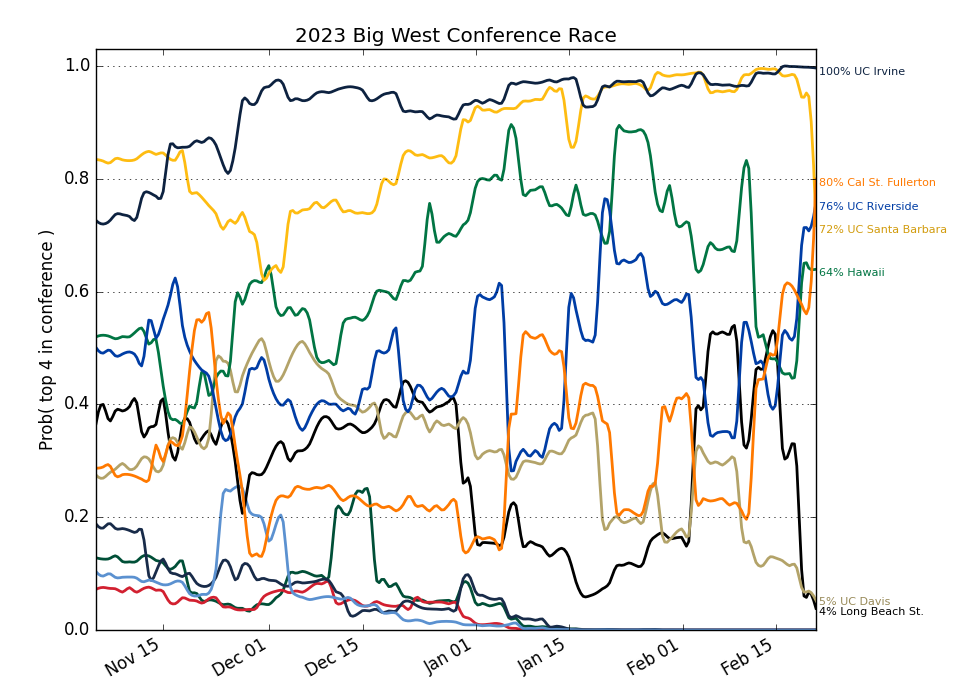 2023 Big West Conference Race
Prob( top 4 in conference )
1.0
0.8
0.6
0.4
0.2
0.0
Nov 15
Dec 01
Dec 15
Jan 01
Jan 15
Feb 01
Feb 15
100% UC Irvine
80% Cal St. Fullerton
76% UC Riverside
72% UC Santa Barbara
64% Hawaii
5% UC Davis
4% Long Beach St.